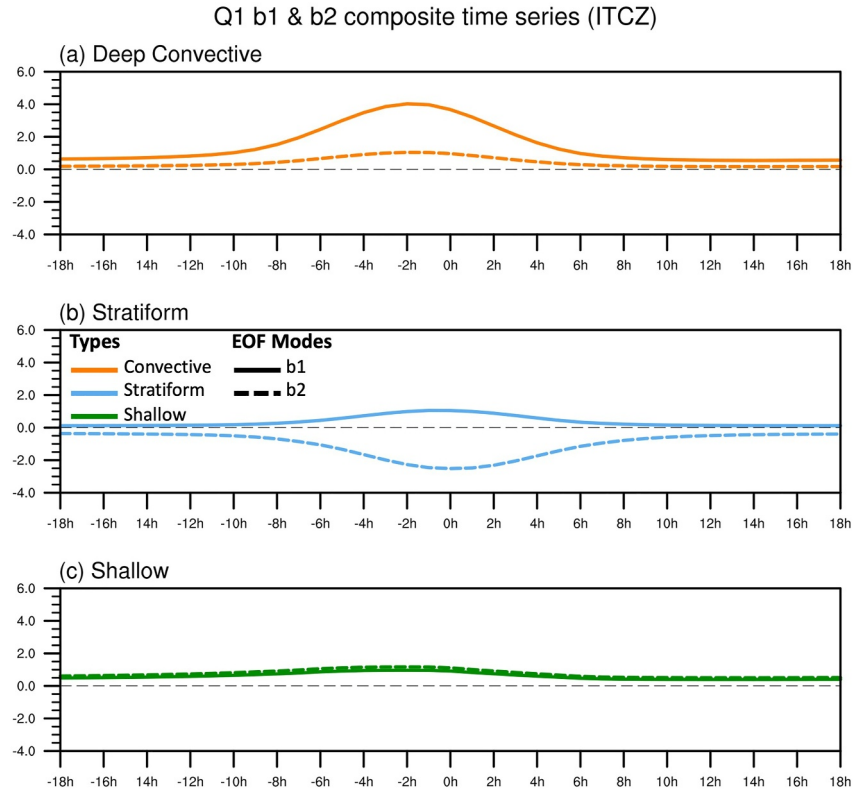 Q1 b1 & b2 composite time series (ITCZ)
(a) Deep Convective
6.0
4.0
2.0
0.0
-2.0
-4.0
-18h -16h 14h -12h -10h -8h -6h -4h -2h 0h 2h 4h 6h 8h 10h 12h 14h 16h 18h
(b) Stratiform
6.0
4.0
2.0
0.0
-2.0
-4.0
Types EOF Modes
Convective b1
Stratiform b2
Shallow
-18h -16h 14h -12h -10h -8h -6h -4h -2h 0h 2h 4h 6h 8h 10h 12h 14h 16h 18h
(c) Shallow
6.0
4.0
2.0
0.0
-2.0
-4.0
-18h -16h 14h -12h -10h -8h -6h -4h -2h 0h 2h 4h 6h 8h 10h 12h 14h 16h 18h